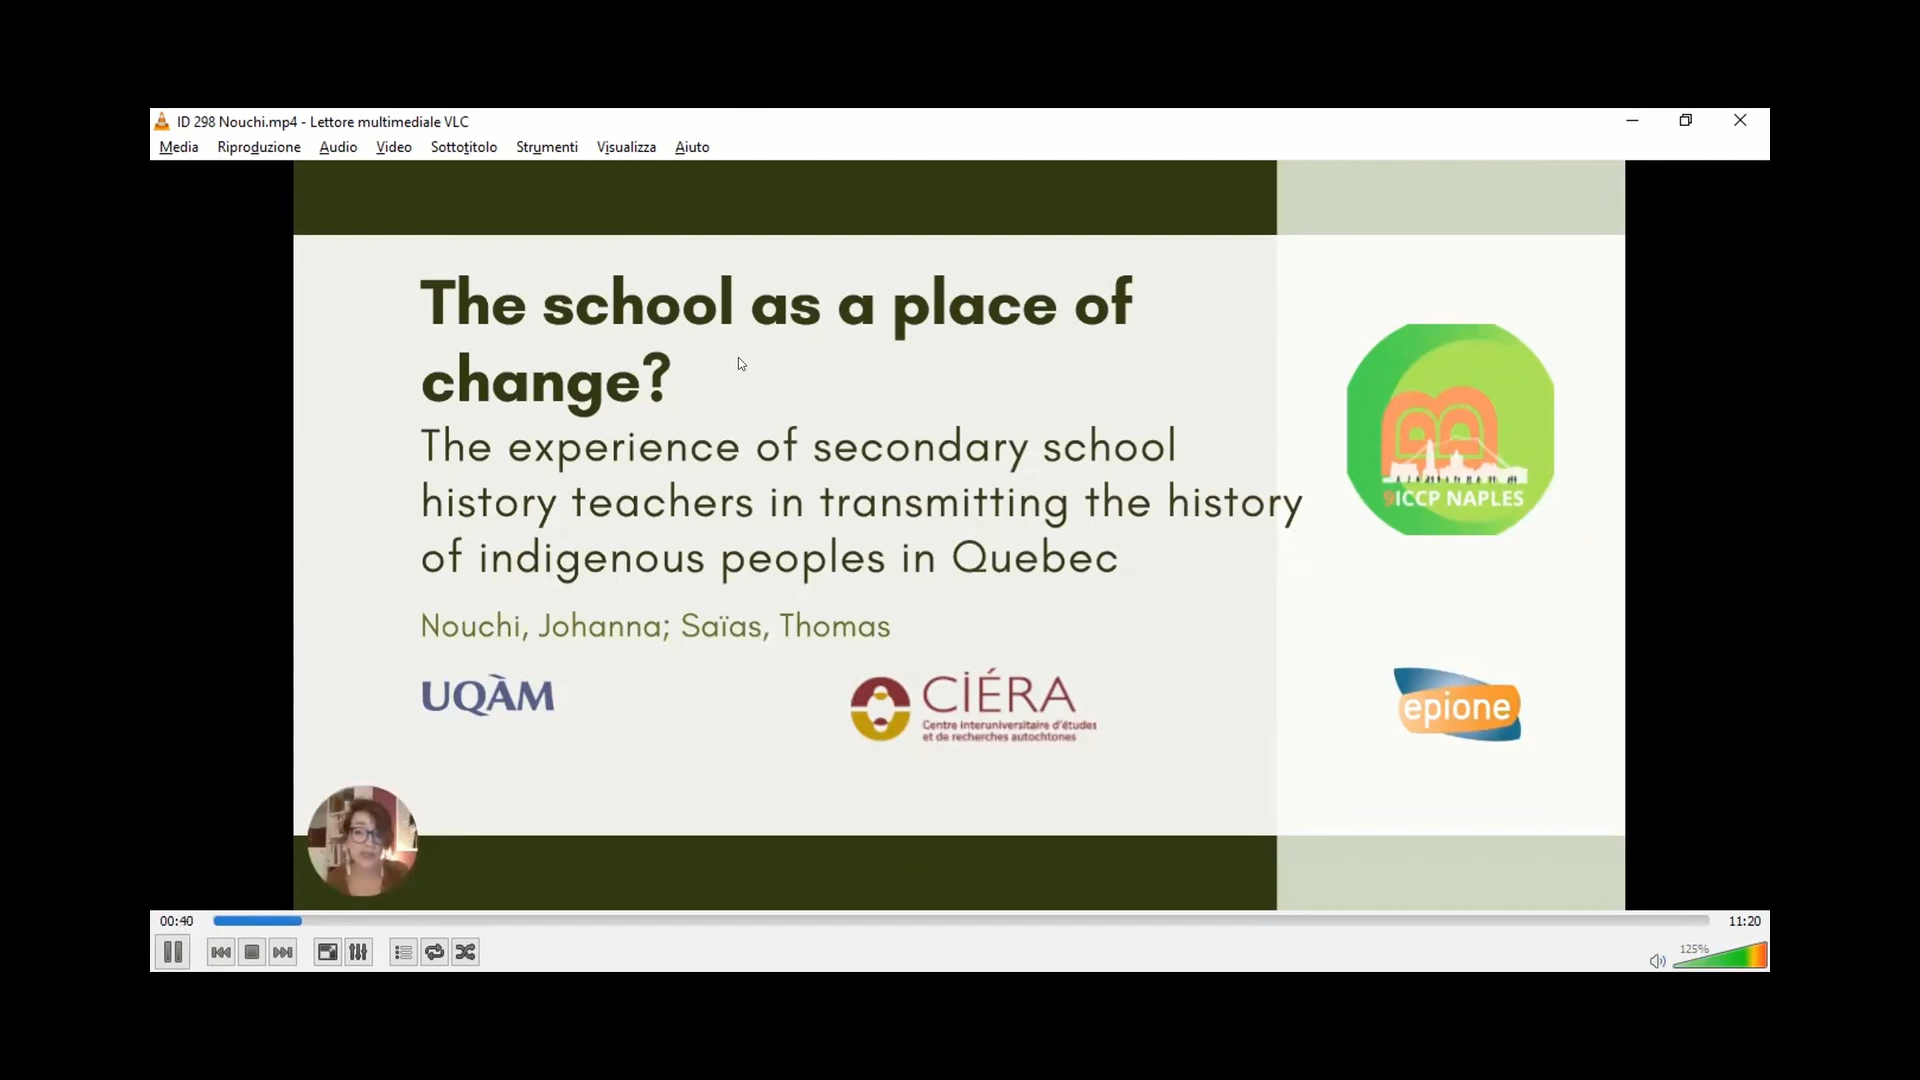 ID 298 Nouchi.mp4 - Lettore multimediale VLC
Media Riproduzione Audio Video Sottotitolo Strumenti Visualizza Aiuto
The school as a place of
change?
The experience of secondary school
history teachers in transmitting the history
of indigenous peoples in Quebec
Nouchi, Johanna; Saïas, Thomas
9ICCP NAPLES
UQÀM
CIÉRA
Centre interuniversitaire d'études
et de recherches autochtones
epione
00:40
11:20
125%